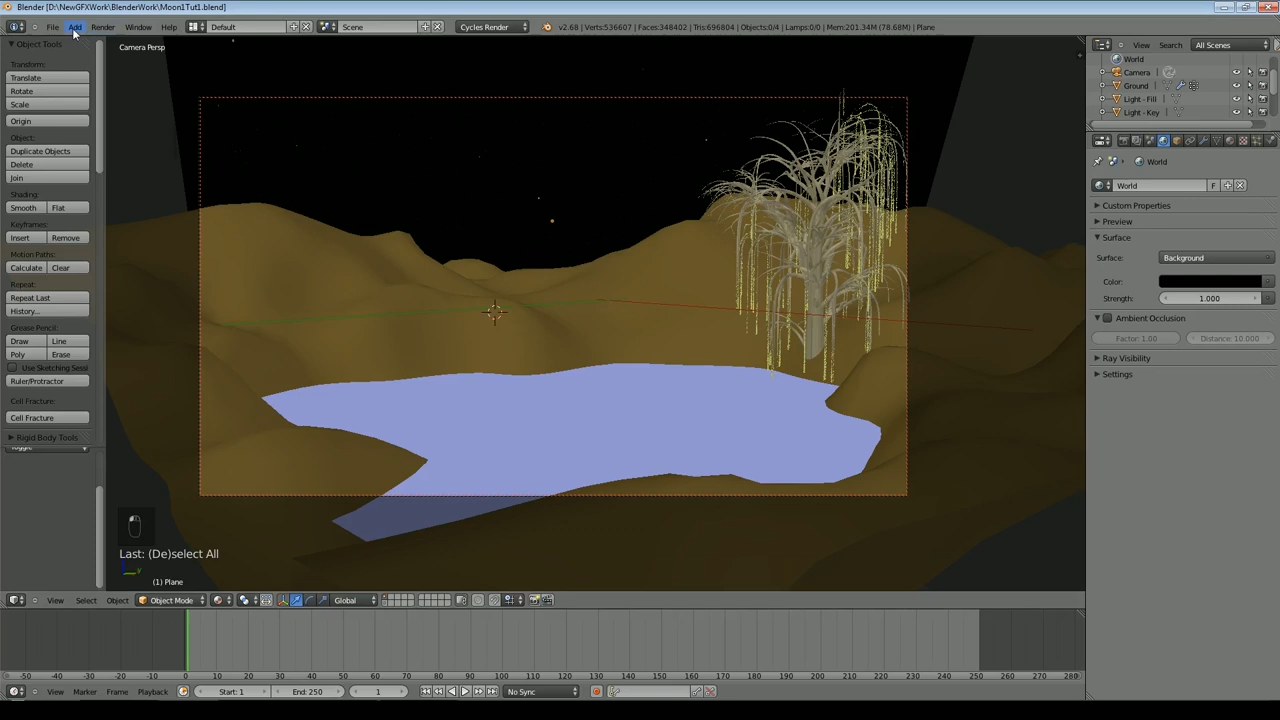 Blender [D:\NewGFXWork\BlenderWork\Moon1Tut1.blend]
File Add Render Window Help Default Scene Cycles Render v2.68 | Verts:536607 | Faces:348402 | Tris:696804 | Objects:0/4 | Lamps:0/0 | Mem:201.34M (78.68M) | Plane
Object Tools
Transform:
Translate
Rotate
Scale
Origin
Object:
Duplicate Objects
Delete
Join
Shading:
Smooth Flat
Keyframes:
Insert Remove
Motion Paths:
Calculate Clear
Repeat:
Repeat Last
History...
Grease Pencil:
Draw Line
Poly Erase
Use Sketching Sessi
Ruler/Protractor
Cell Fracture:
Cell Fracture
Rigid Body Tools
Camera Persp
Last: (De)select All
y
(1) Plane
View Search All Scenes
World
Camera
Ground
Light - Fill
Light - Key
World
World F
Custom Properties
Preview
Surface
Surface: Background
Color:
Strength: 1.000
Ambient Occlusion
Factor: 1.00 Distance: 10.000
Ray Visibility
Settings
View Select Object Object Mode Global
-50 -40 -30 -20 -10 0 10 20 30 40 50 60 70 80 90 100 110 120 130 140 150 160 170 180 190 200 210 220 230 240 250 260 270 280
View Marker Frame Playback Start: 1 End: 250 1 No Sync